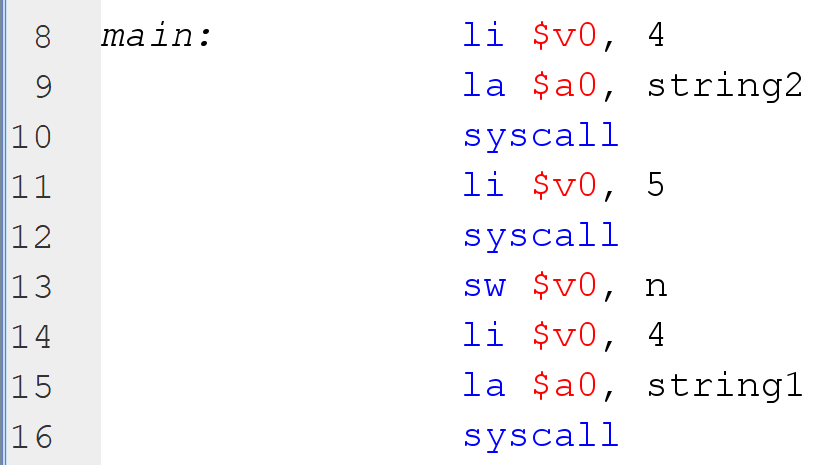 8 main: li $v0, 4
9 la $a0, string2
10 syscall
11 li $v0, 5
12 syscall
13 sw $v0, n
14 li $v0, 4
15 la $a0, string1
16 syscall